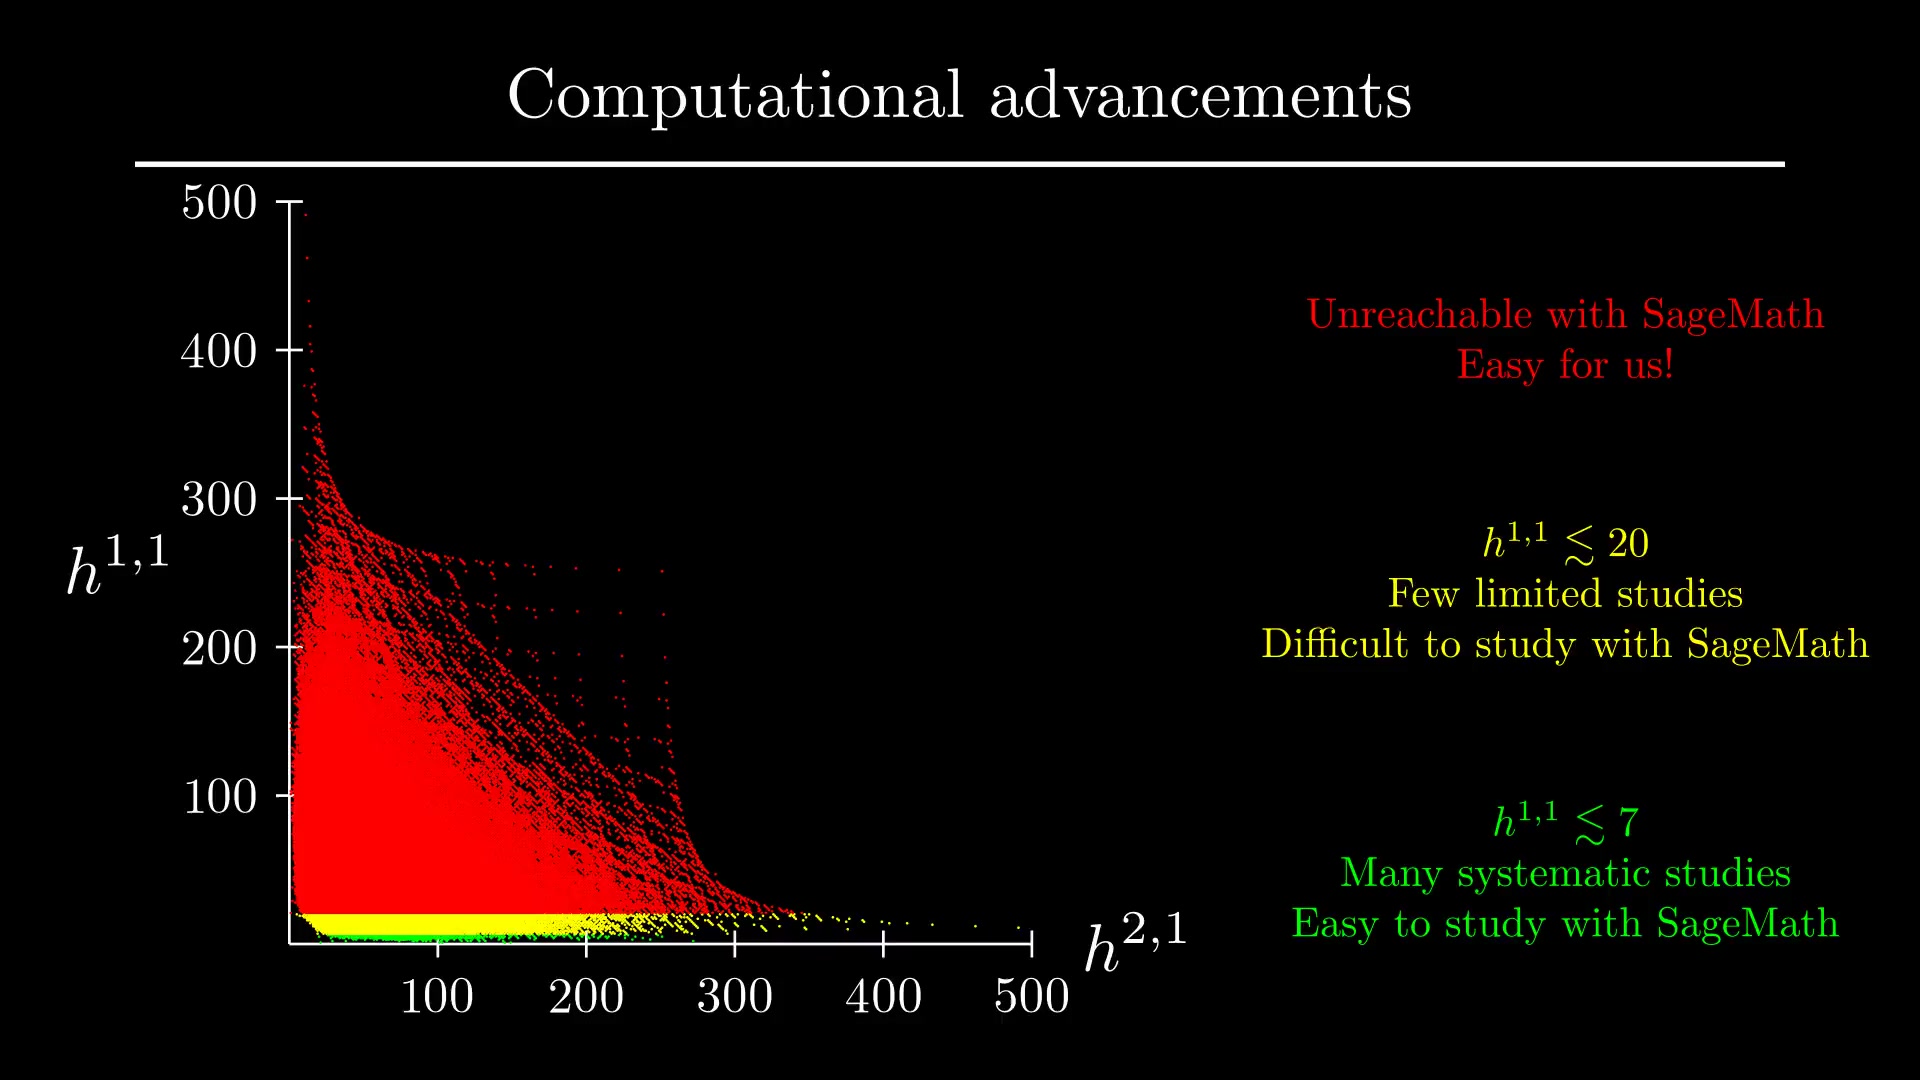 Computational advancements
500
400
300
200
100
h^{1,1}
100 200 300 400 500
h^{2,1}
Unreachable with SageMath
Easy for us!
h^{1,1} ≲ 20
Few limited studies
Difficult to study with SageMath
h^{1,1} ≲ 7
Many systematic studies
Easy to study with SageMath